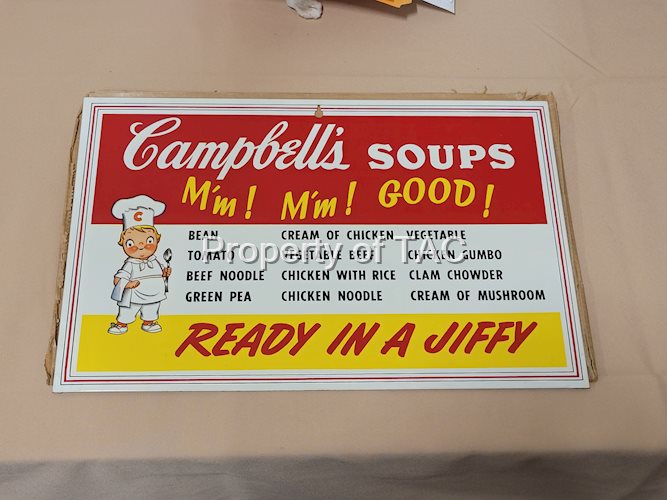 Campbell's SOUPS
M'm! M'm! GOOD!
C
BEAN CREAM OF CHICKEN VEGETABLE
TOMATO VEGETABLE BEEF CHICKEN GUMBO
Property of TAC
BEEF NOODLE CHICKEN WITH RICE CLAM CHOWDER
GREEN PEA CHICKEN NOODLE CREAM OF MUSHROOM
READY IN A JIFFY